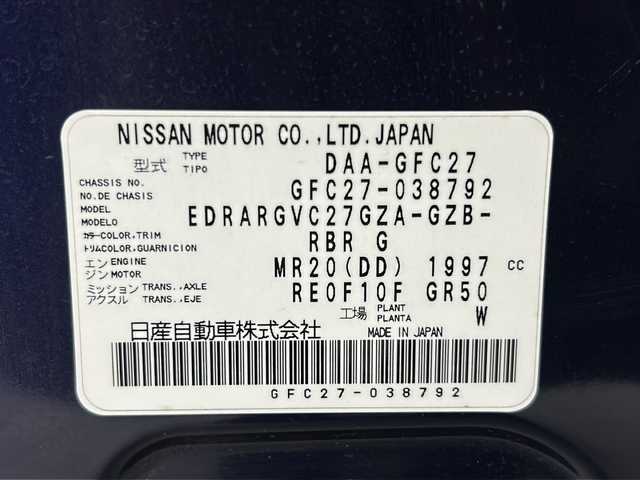 NISSAN MOTOR CO.,LTD.JAPAN
型式 TYPE TIPO DAA-GFC27
CHASSIS NO. NO.DE CHASIS GFC27-038792
MODEL MODELO EDRARGVC27GZA-GZB-
カラー COLOR,TRIM トリムCOLOR,GUARNICION RBR G
エンジン ENGINE MOTOR MR20(DD) 1997 CC
ミッション TRANS.,AXLE アクスル TRANS.,EJE RE0F10F GR50
工場 PLANT PLANTA W
日産自動車株式会社 MADE IN JAPAN
GFC27-038792